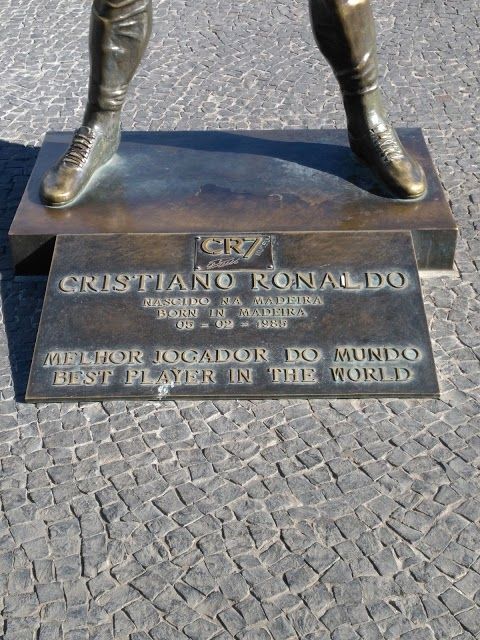 CR7
CRISTIANO RONALDO
NASCIDO NA MADEIRA
BORN IN MADEIRA
05 - 02 - 1985
MELHOR JOGADOR DO MUNDO
BEST PLAYER IN THE WORLD